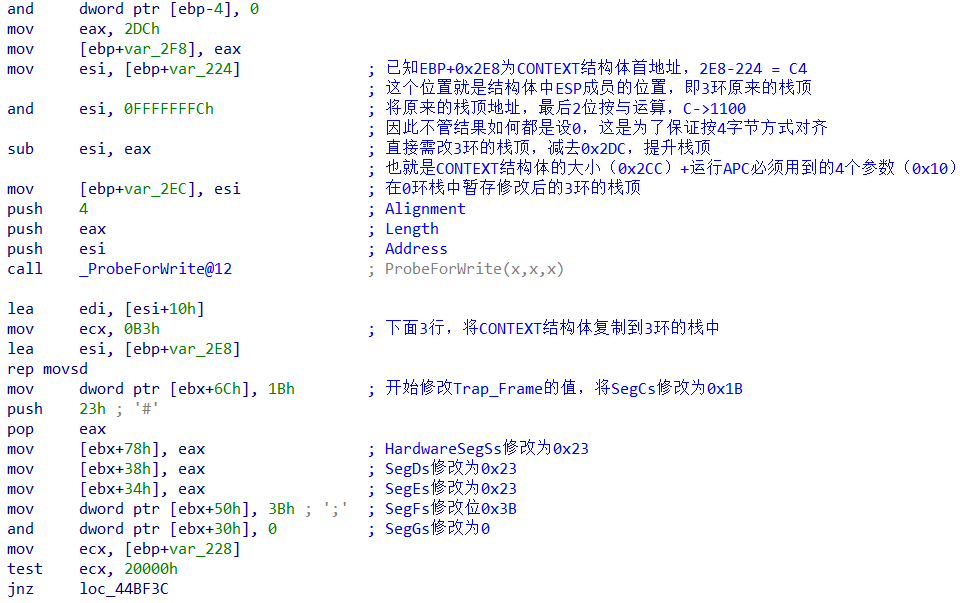 and     dword ptr [ebp-4], 0
mov     eax, 2DCh
mov     [ebp+var_2F8], eax
mov     esi, [ebp+var_224]              ; 已知EBP+0x2E8为CONTEXT结构体首地址，2E8-224 = C4
                                        ; 这个位置就是结构体中ESP成员的位置，即3环原来的栈顶
and     esi, 0FFFFFFFCh                 ; 将原来的栈顶地址，最后2位按与运算，C->1100
                                        ; 因此不管结果如何都是设0，这是为了保证按4字节方式对齐
sub     esi, eax                        ; 直接需改3环的栈顶，减去0x2DC，提升栈顶
                                        ; 也就是CONTEXT结构体的大小（0x2CC）+运行APC必须用到的4个参数（0x10）
mov     [ebp+var_2EC], esi              ; 在0环栈中暂存修改后的3环的栈顶
push    4                               ; Alignment
push    eax                             ; Length
push    esi                             ; Address
call    _ProbeForWrite@12               ; ProbeForWrite(x,x,x)
lea     edi, [esi+10h]
mov     ecx, 0B3h                       ; 下面3行，将CONTEXT结构体复制到3环的栈中
lea     esi, [ebp+var_2E8]
rep movsd
mov     dword ptr [ebx+6Ch], 1Bh        ; 开始修改Trap_Frame的值，将SegCs修改为0x1B
push    23h ; '#'
pop     eax
mov     [ebx+78h], eax                  ; HardwareSegSs修改为0x23
mov     [ebx+38h], eax                  ; SegDs修改为0x23
mov     [ebx+34h], eax                  ; SegEs修改为0x23
mov     dword ptr [ebx+50h], 3Bh ; ';'  ; SegFs修改位0x3B
and     dword ptr [ebx+30h], 0          ; SegGs修改为0
mov     ecx, [ebp+var_228]
test    ecx, 20000h
jnz     loc_44BF3C